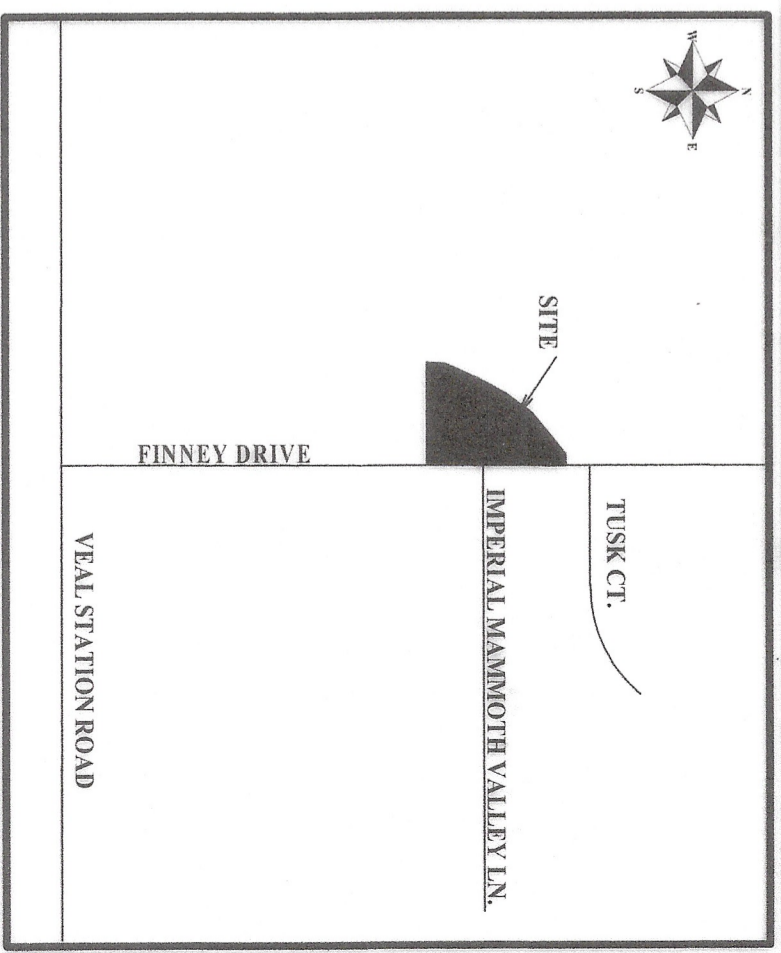 N
W E
S
TUSK CT.
SITE
IMPERIAL MAMMOTH VALLEY LN.
FINNEY DRIVE
VEAL STATION ROAD